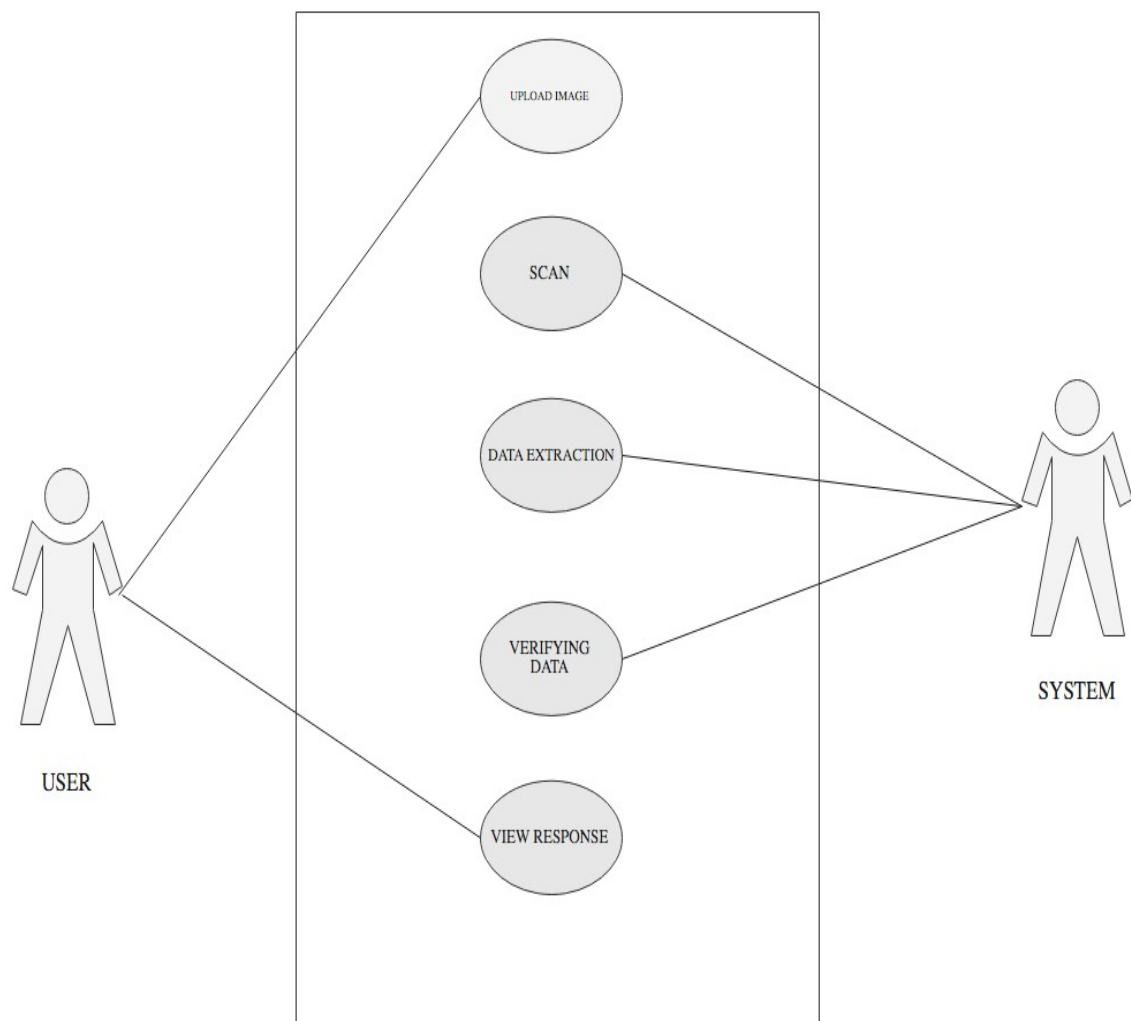 UPLOAD IMAGE
SCAN
DATA EXTRACTION
VERIFYING
DATA
VIEW RESPONSE
USER
SYSTEM